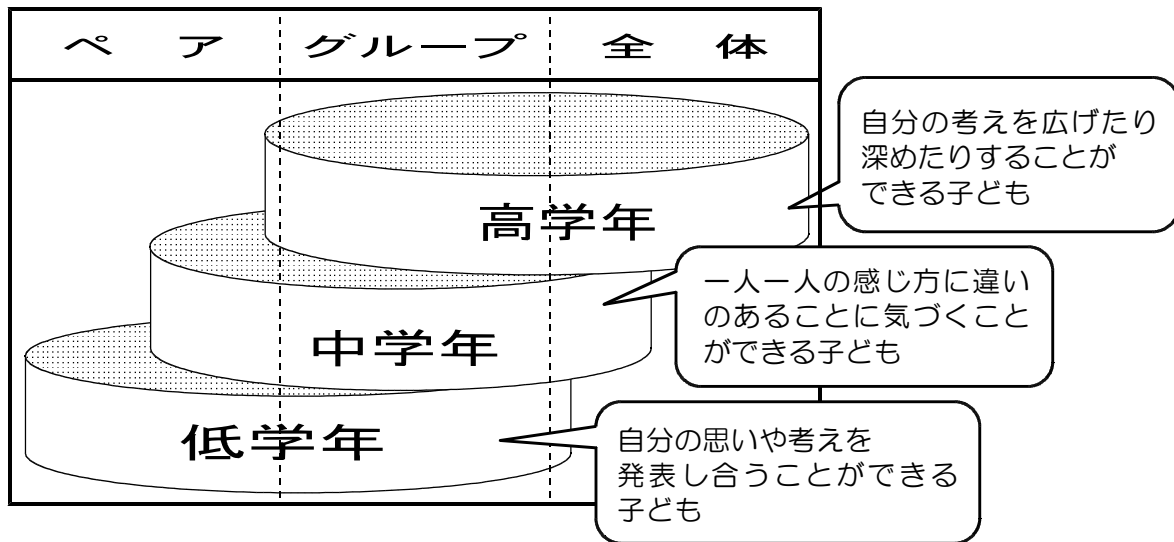 ペア グループ 全体
自分の考えを広げたり
深めたりすることが
できる子ども
高学年
一人一人の感じ方に違い
のあることに気づくこと
ができる子ども
中学年
自分の思いや考えを
発表し合うことができる
子ども
低学年